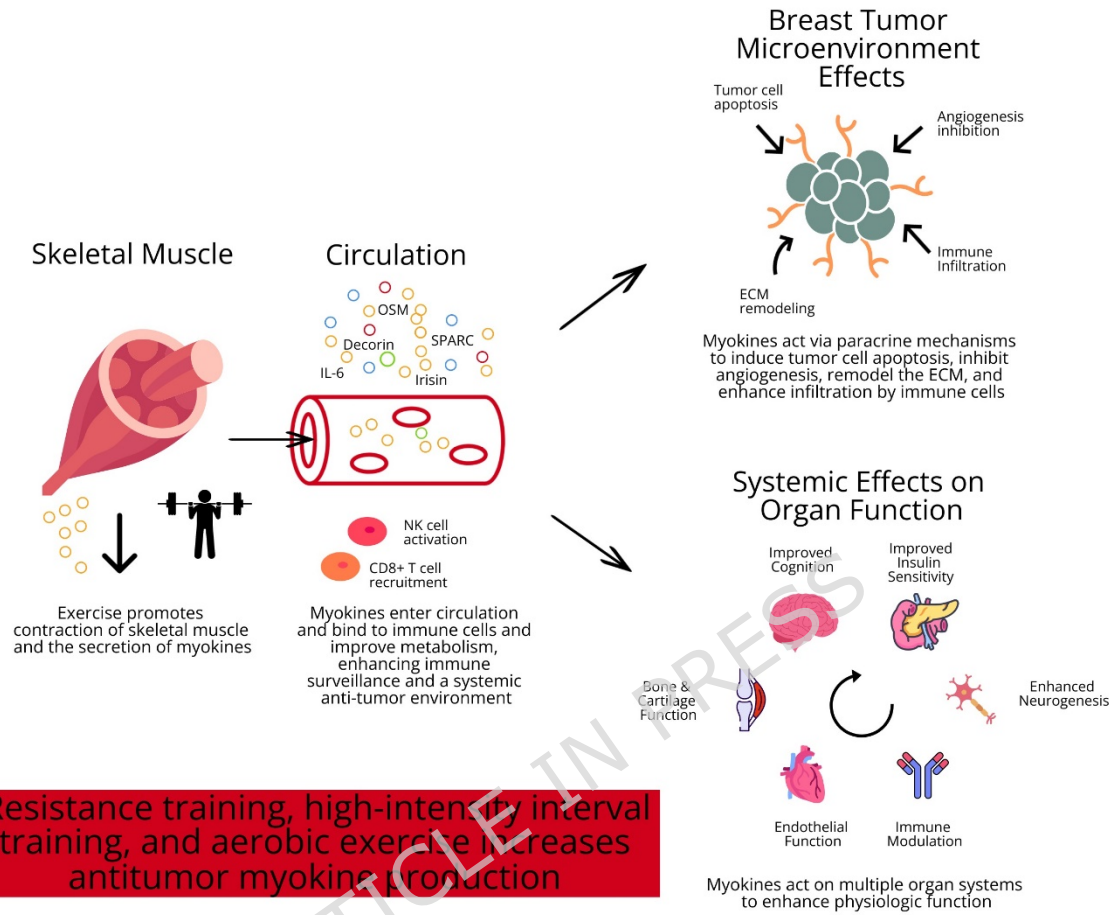 Skeletal Muscle
Exercise promotes
contraction of skeletal muscle
and the secretion of myokines
Circulation
OSM
Decorin
SPARC
IL-6
Irisin
NK cell
activation
CD8+ T cell
recruitment
Myokines enter circulation
and bind to immune cells and
improve metabolism,
enhancing immune
surveillance and a systemic
anti-tumor environment
Breast Tumor
Microenvironment
Effects
Tumor cell
apoptosis
Angiogenesis
inhibition
Immune
Infiltration
ECM
remodeling
Myokines act via paracrine mechanisms
to induce tumor cell apoptosis, inhibit
angiogenesis, remodel the ECM, and
enhance infiltration by immune cells
Systemic Effects on
Organ Function
Improved
Cognition
Improved
Insulin
Sensitivity
Bone &
Cartilage
Function
Enhanced
Neurogenesis
Endothelial
Function
Immune
Modulation
Myokines act on multiple organ systems
to enhance physiologic function
Resistance training, high-intensity interval
training, and aerobic exercise increases
antitumor myokine production
TICLE IN PRESS